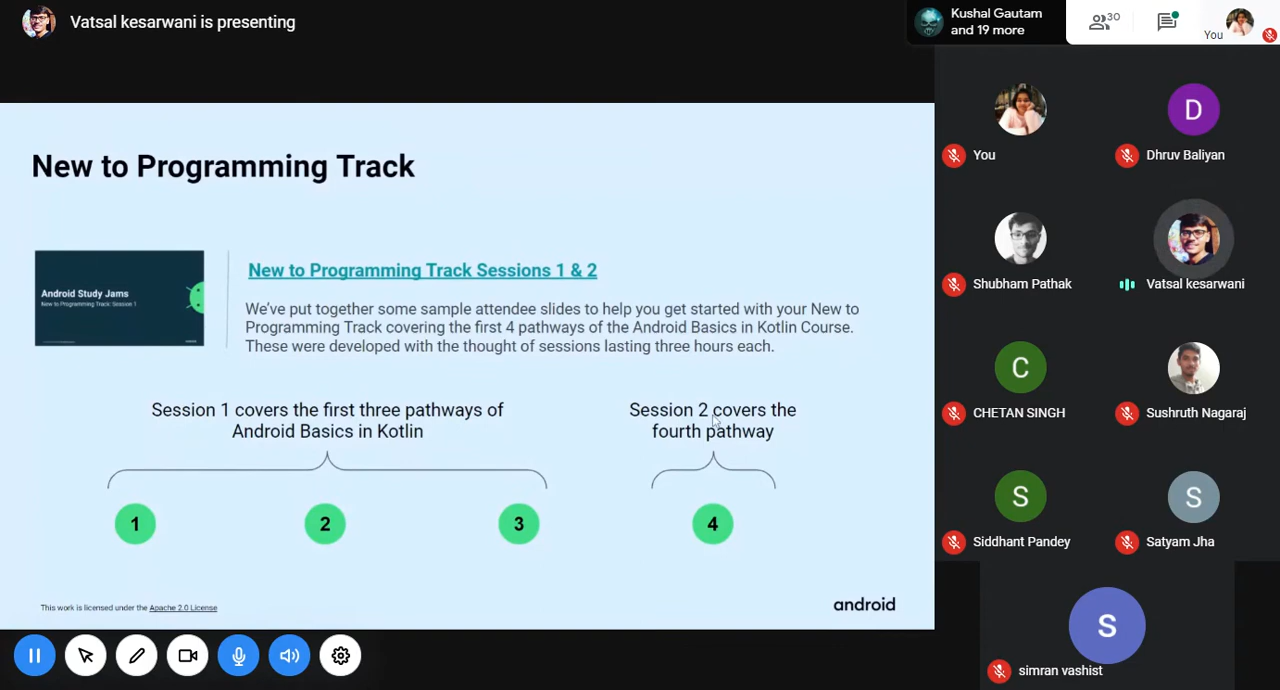 Vatsal kesarwani is presenting
Kushal Gautam
and 19 more
30
You
New to Programming Track
Android Study Jams
New to Programming Track: Session 1
New to Programming Track Sessions 1 & 2
We've put together some sample attendee slides to help you get started with your New to
Programming Track covering the first 4 pathways of the Android Basics in Kotlin Course.
These were developed with the thought of sessions lasting three hours each.
Session 1 covers the first three pathways of
Android Basics in Kotlin
Session 2 covers the
fourth pathway
1
2
3
4
This work is licensed under the Apache 2.0 License
android
You
D
Dhruv Baliyan
Shubham Pathak
Vatsal kesarwani
C
CHETAN SINGH
Sushruth Nagaraj
S
Siddhant Pandey
S
Satyam Jha
S
simran vashist